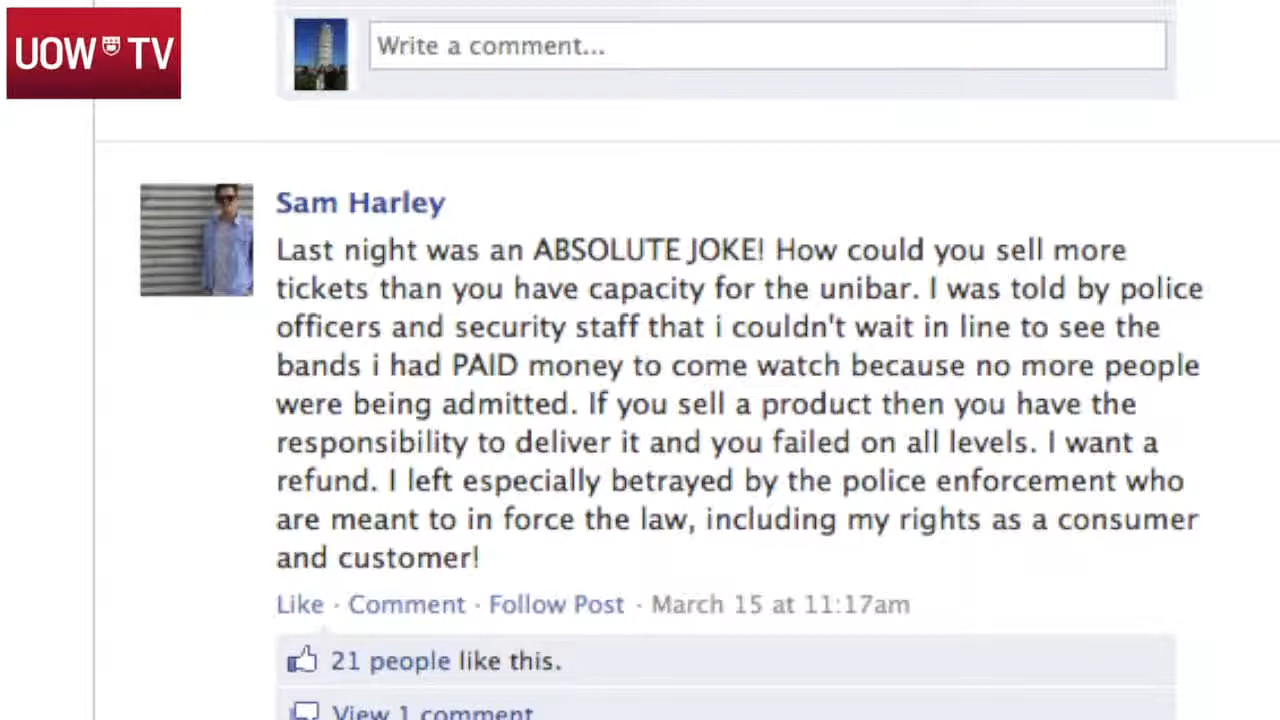 UOW TV
Write a comment...
Sam Harley
Last night was an ABSOLUTE JOKE! How could you sell more
tickets than you have capacity for the unibar. I was told by police
officers and security staff that i couldn't wait in line to see the
bands i had PAID money to come watch because no more people
were being admitted. If you sell a product then you have the
responsibility to deliver it and you failed on all levels. I want a
refund. I left especially betrayed by the police enforcement who
are meant to in force the law, including my rights as a consumer
and customer!
Like · Comment · Follow Post · March 15 at 11:17am
21 people like this.
View 1 comment